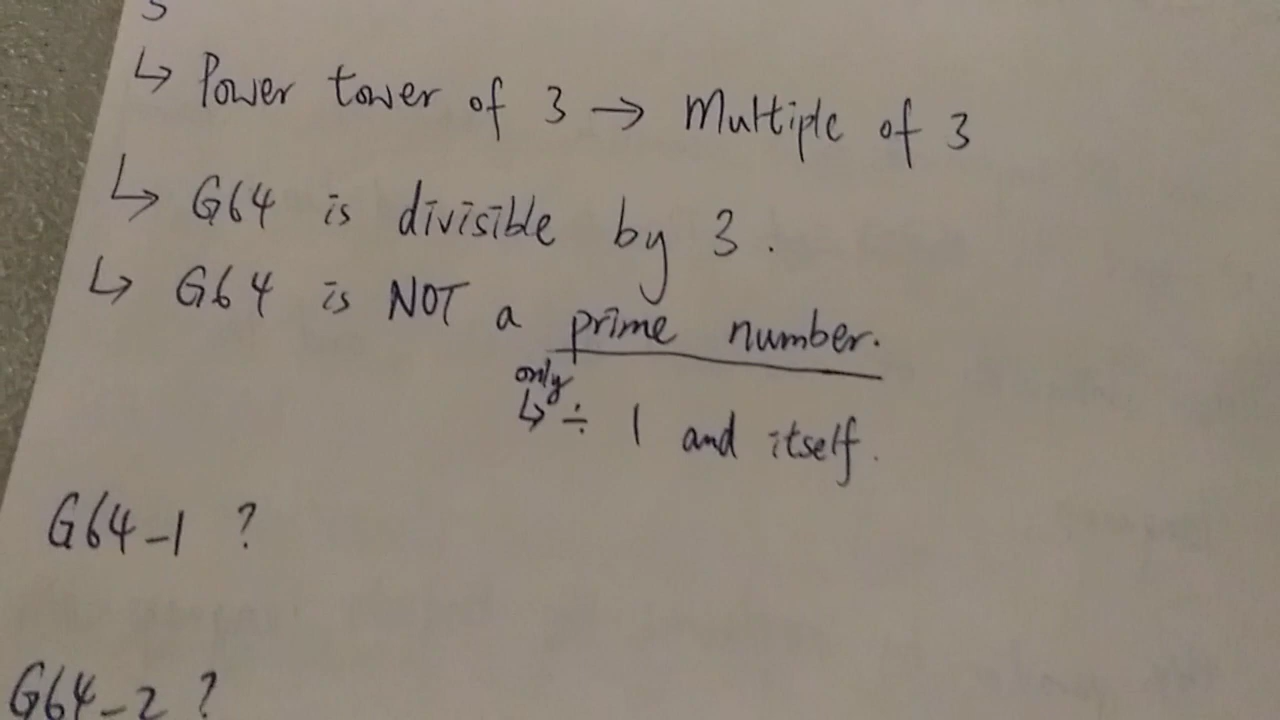 3
↳ Power tower of 3 → Multiple of 3
↳ G64 is divisible by 3.
↳ G64 is NOT a prime number.
only
↳ ÷ 1 and itself.
G64-1 ?
G64-2 ?